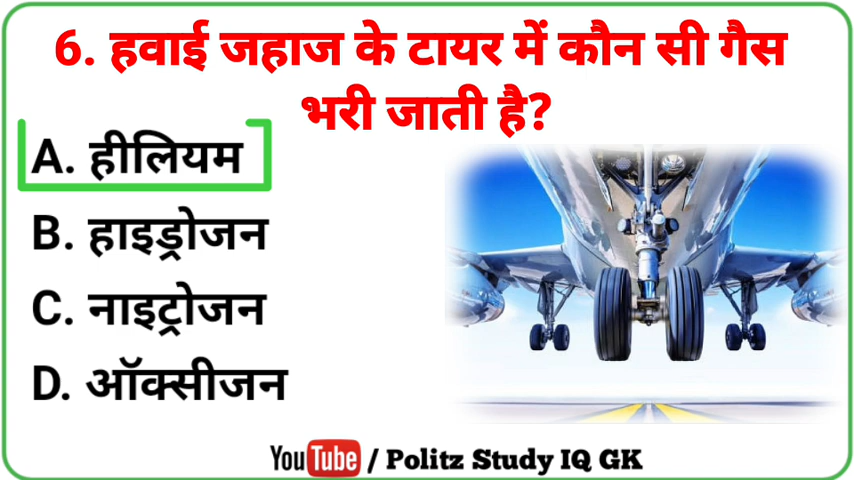 6. हवाई जहाज के टायर में कौन सी गैस
भरी जाती है?
A. हीलियम
B. हाइड्रोजन
C. नाइट्रोजन
D. ऑक्सीजन
YouTube / Politz Study IQ GK